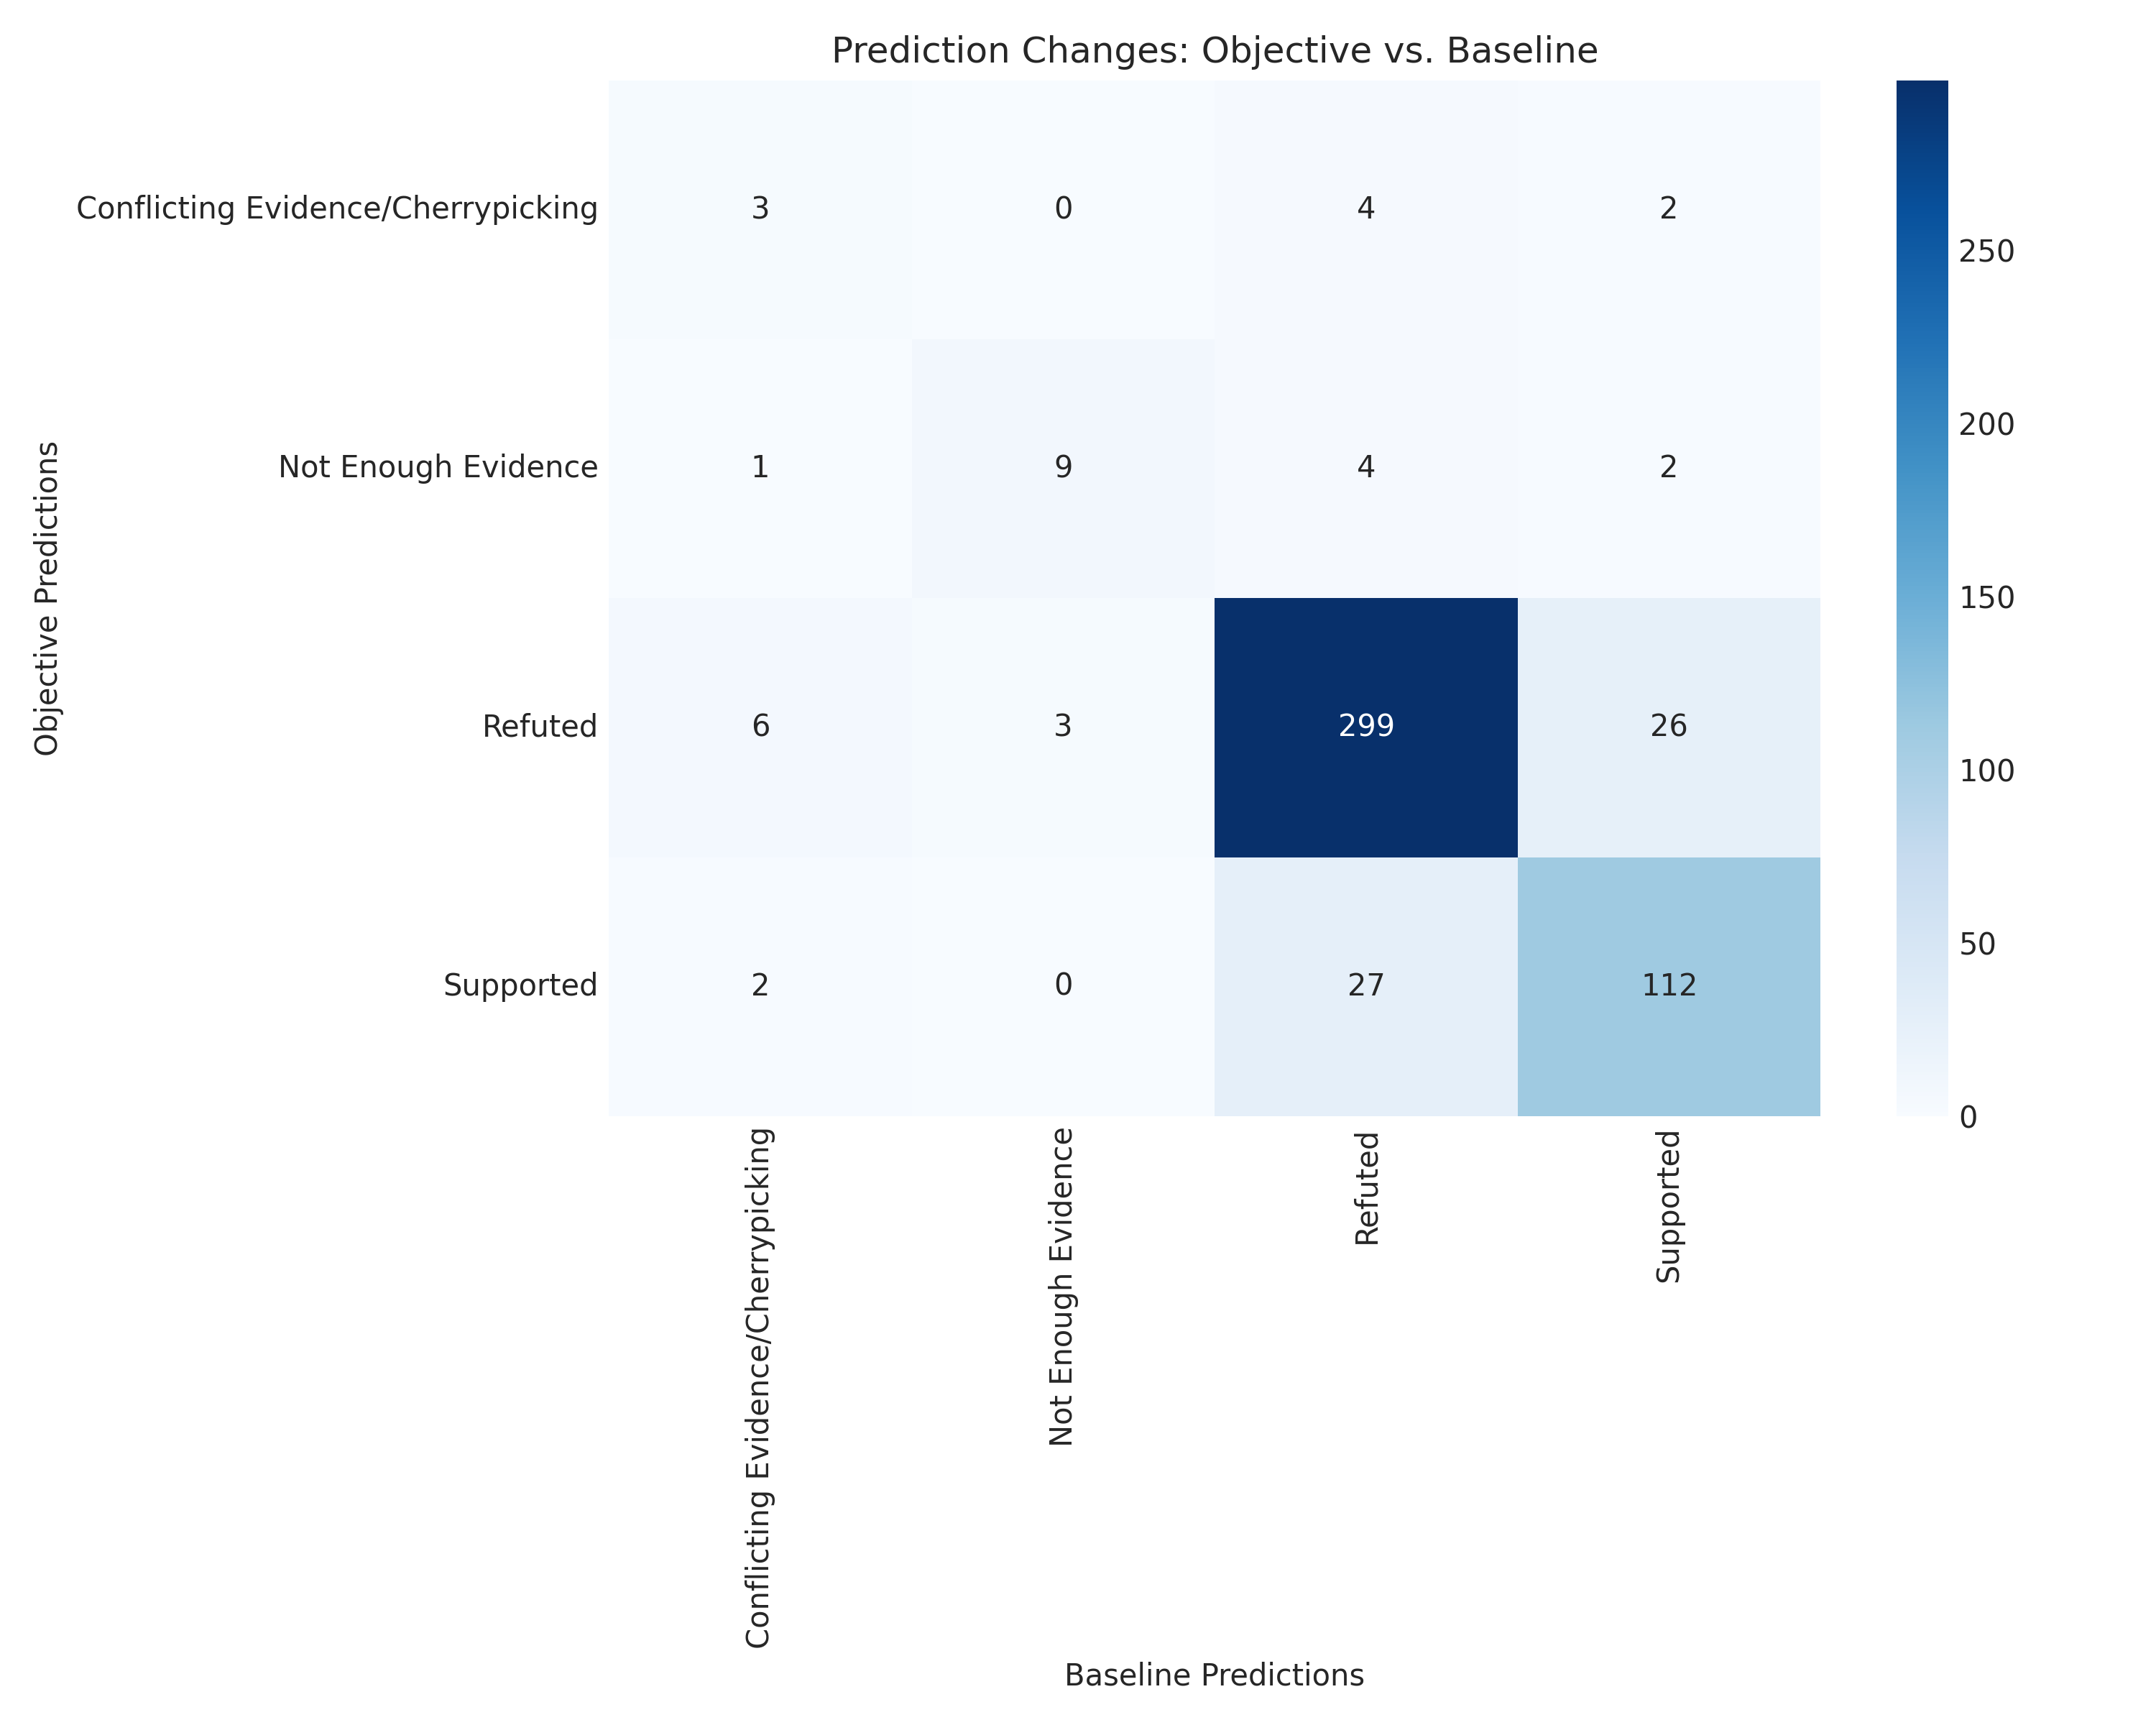 Prediction Changes: Objective vs. Baseline
Objective Predictions
Conflicting Evidence/Cherrypicking
3
0
4
2
Not Enough Evidence
1
9
4
2
Refuted
6
3
299
26
Supported
2
0
27
112
Conflicting Evidence/Cherrypicking
Not Enough Evidence
Refuted
Supported
Baseline Predictions
250
200
150
100
50
0